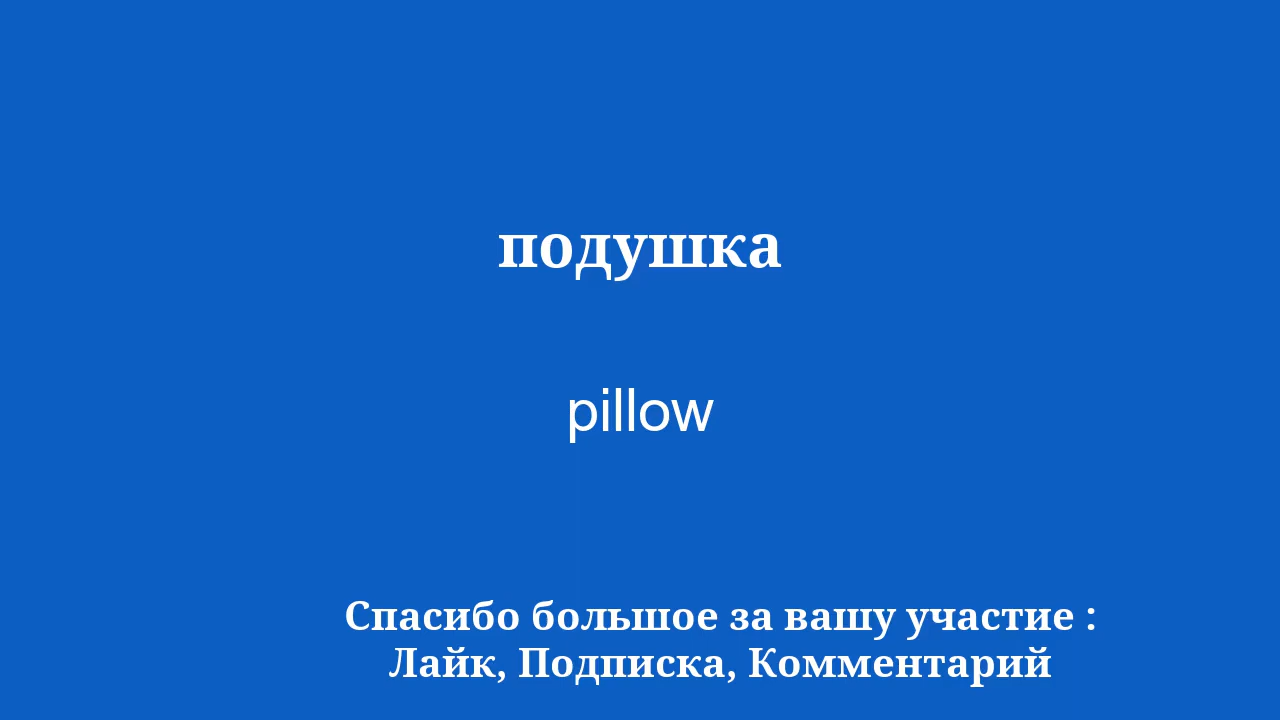 подушка
pillow
Спасибо большое за вашу участие :
Лайк, Подписка, Комментарий